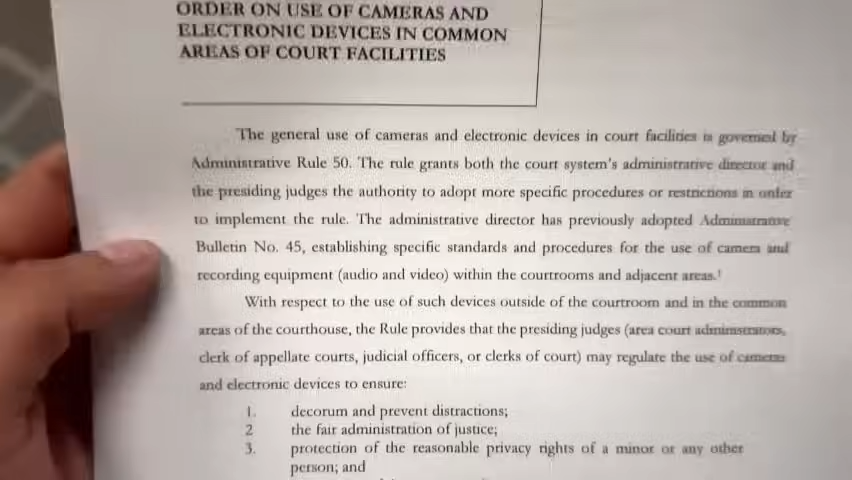 ORDER ON USE OF CAMERAS AND
ELECTRONIC DEVICES IN COMMON
AREAS OF COURT FACILITIES
The general use of cameras and electronic devices in court facilities is governed by
Administrative Rule 50. The rule grants both the court system's administrative director and
the presiding judges the authority to adopt more specific procedures or restrictions in order
to implement the rule. The administrative director has previously adopted Administrative
Bulletin No. 45, establishing specific standards and procedures for the use of camera and
recording equipment (audio and video) within the courtrooms and adjacent areas.¹
With respect to the use of such devices outside of the courtroom and in the common
areas of the courthouse, the Rule provides that the presiding judges (area court administrators,
clerk of appellate courts, judicial officers, or clerks of court) may regulate the use of cameras
and electronic devices to ensure:
1. decorum and prevent distractions;
2 the fair administration of justice;
3. protection of the reasonable privacy rights of a minor or any other
person; and